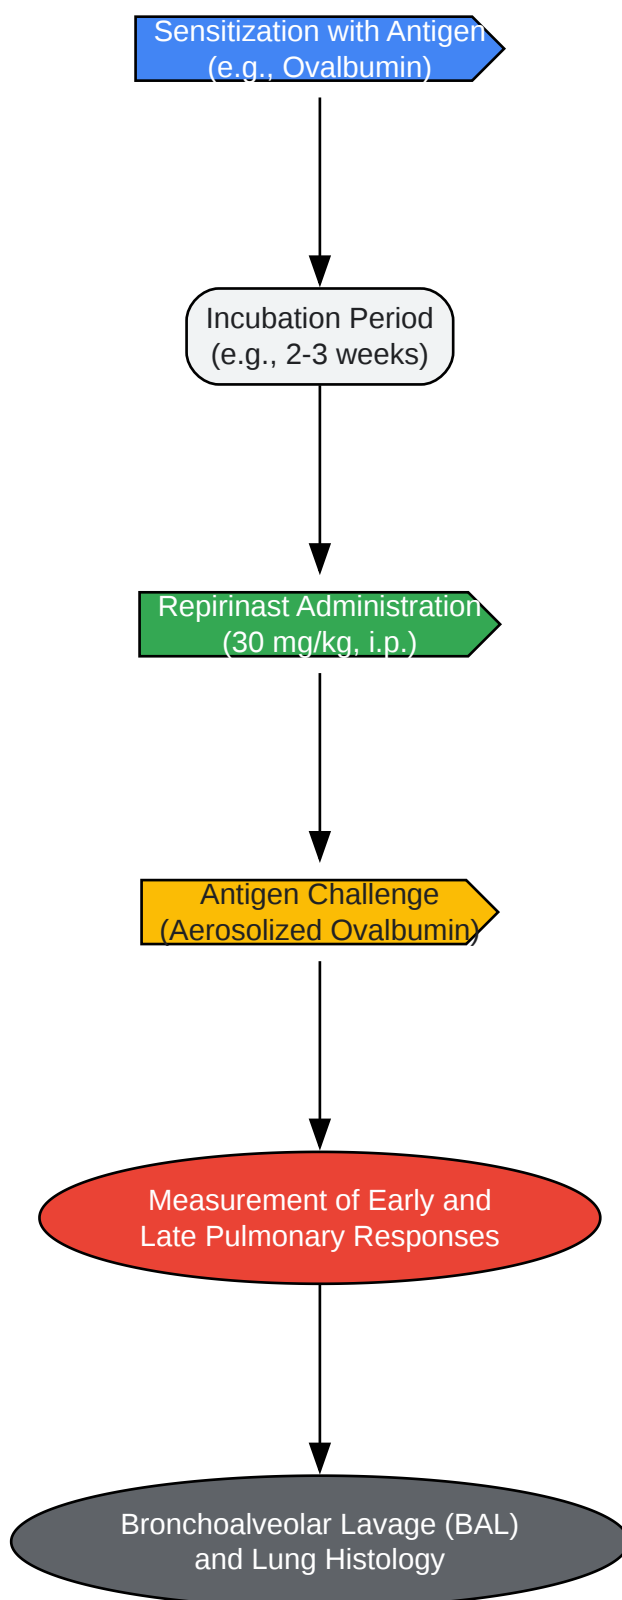 Sensitization with Antigen
(e.g., Ovalbumin)
Incubation Period
(e.g., 2-3 weeks)
Repirinast Administration
(30 mg/kg, i.p.)
Antigen Challenge
(Aerosolized Ovalbumin)
Measurement of Early and
Late Pulmonary Responses
Bronchoalveolar Lavage (BAL)
and Lung Histology